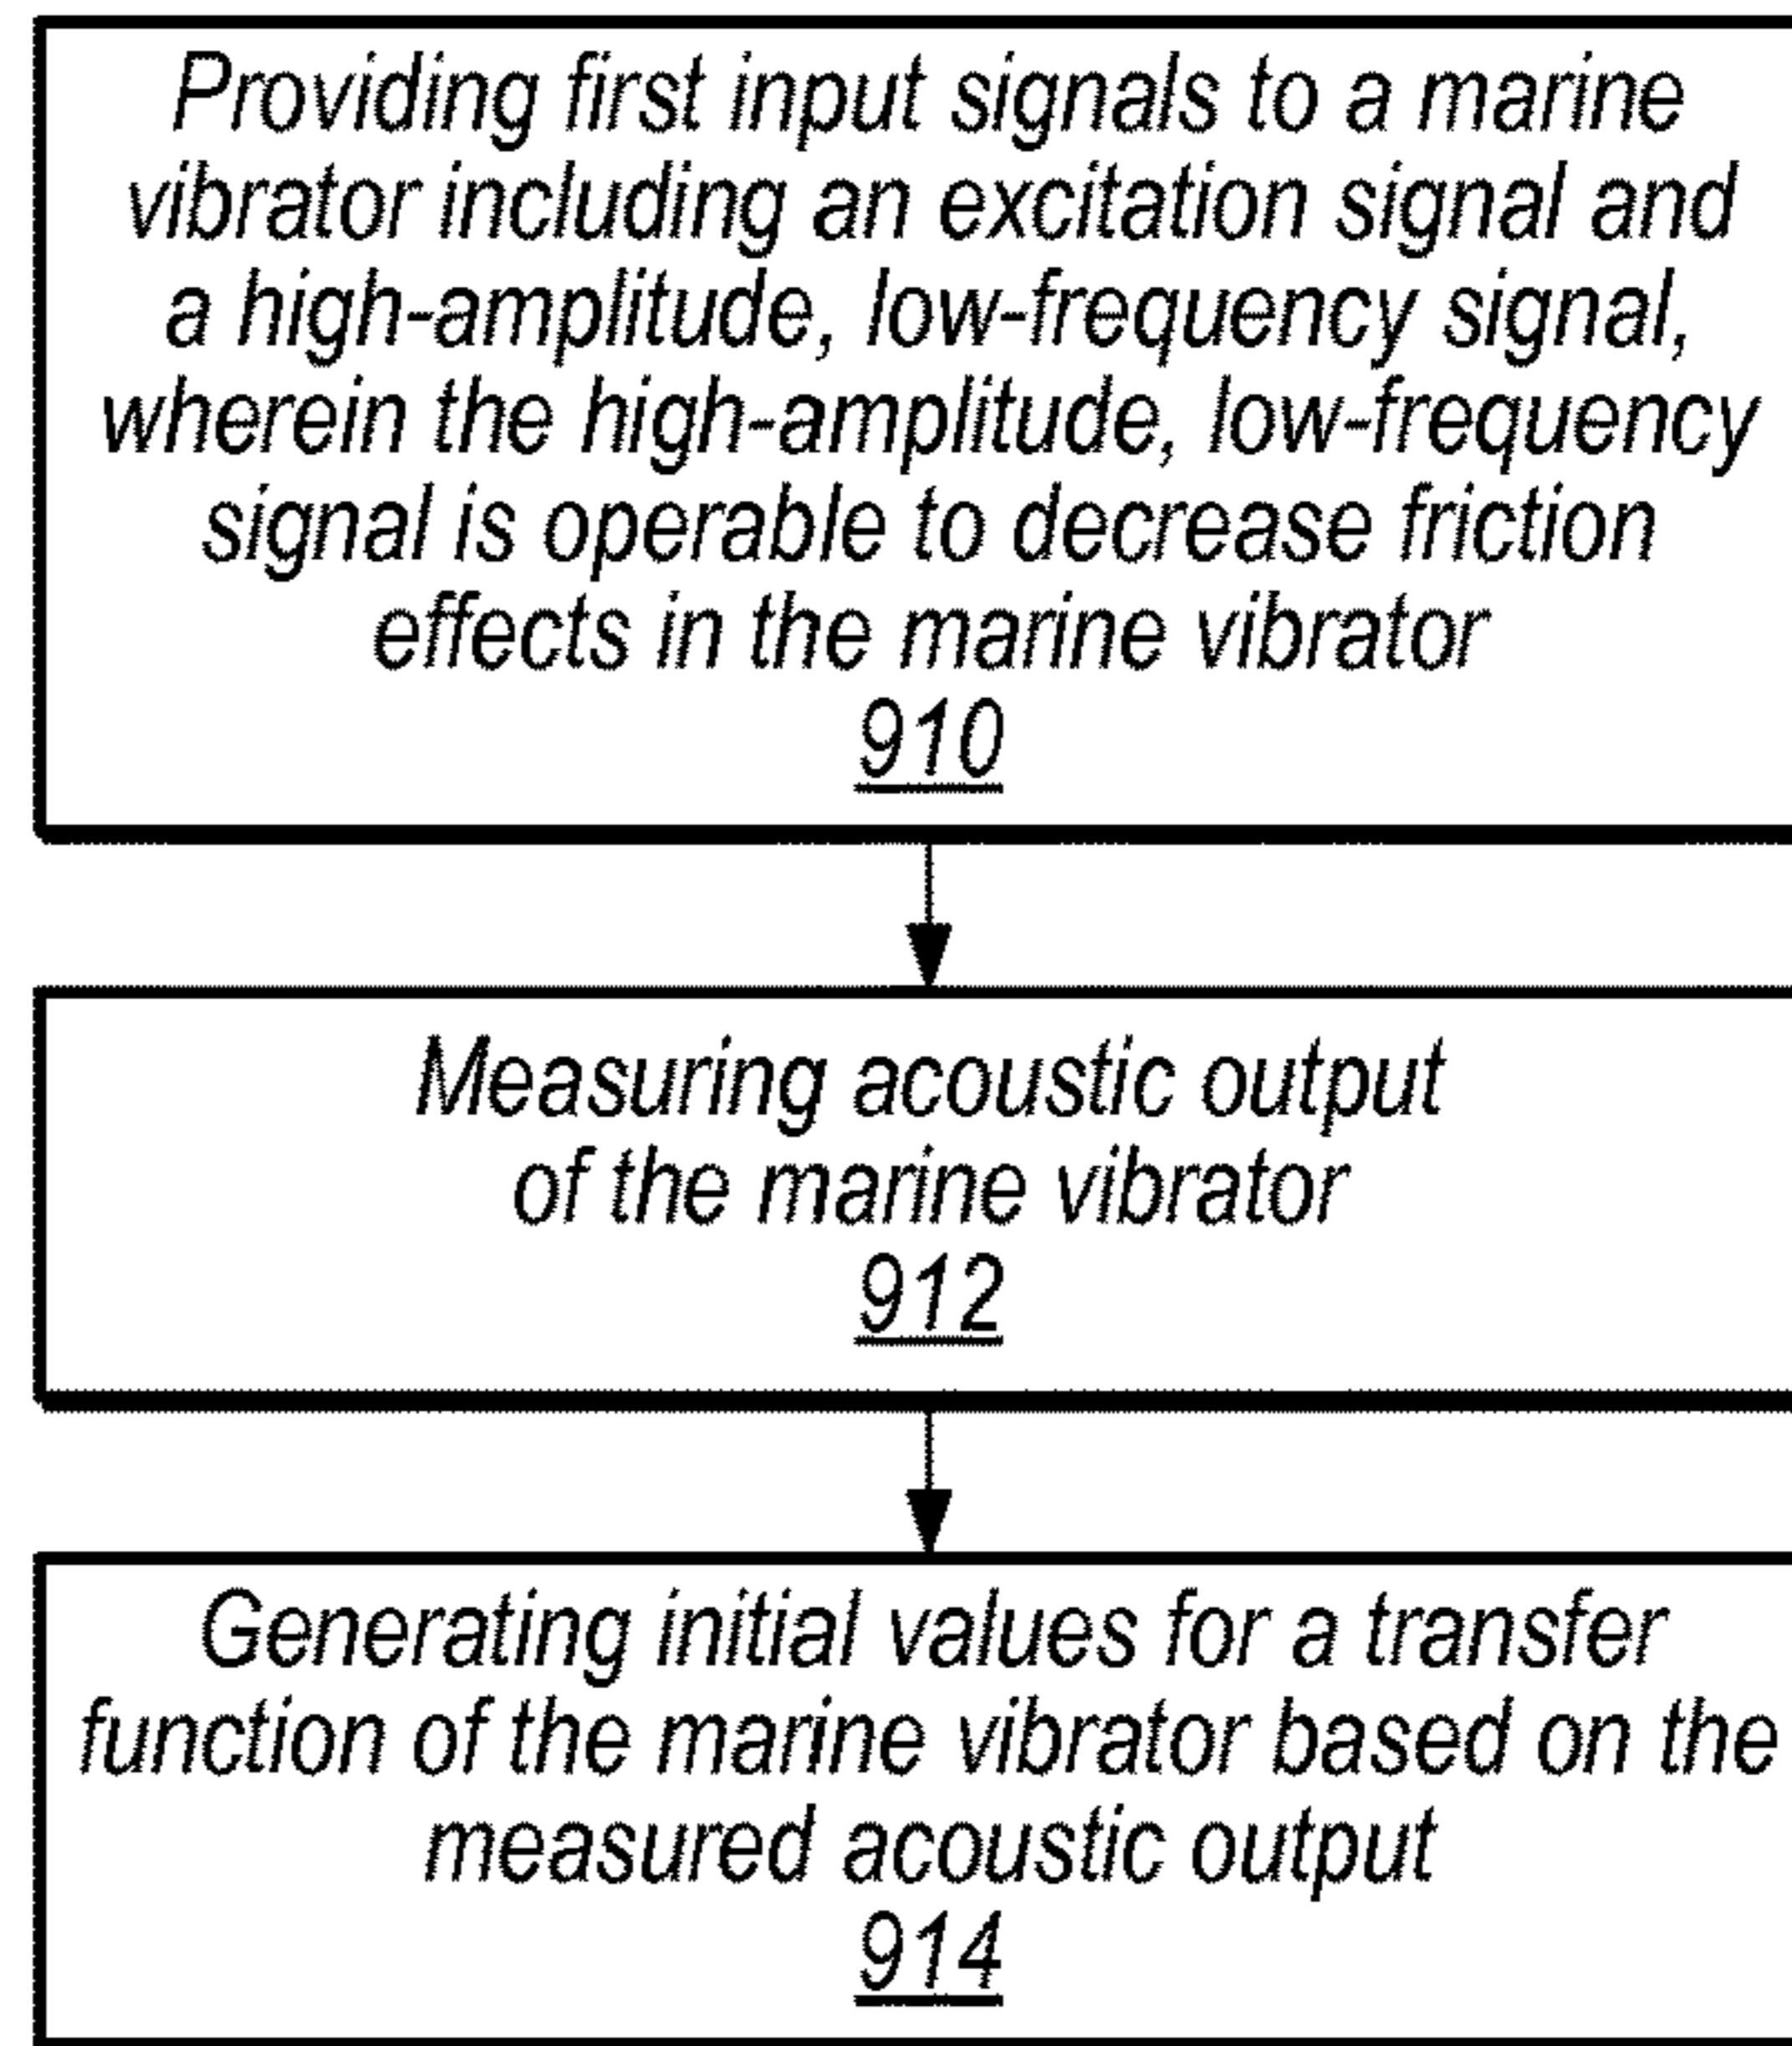 Providing first input signals to a marine
vibrator including an excitation signal and
a high-amplitude, low-frequency signal,
wherein the high-amplitude, low-frequency
signal is operable to decrease friction
effects in the marine vibrator
910
Measuring acoustic output
of the marine vibrator
912
Generating initial values for a transfer
function of the marine vibrator based on the
measured acoustic output
914